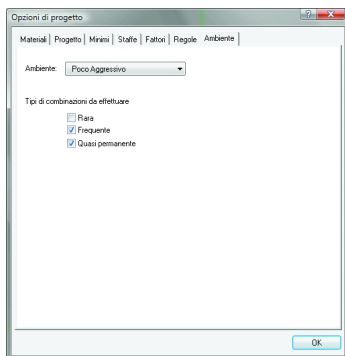 Opzioni di progetto
Materiali Progetto Minimi Staffe Fattori Regole Ambiente
Ambiente: Poco Aggressivo
Tipi di combinazioni da effettuare
Rara
Frequente
Quasi permanente
OK